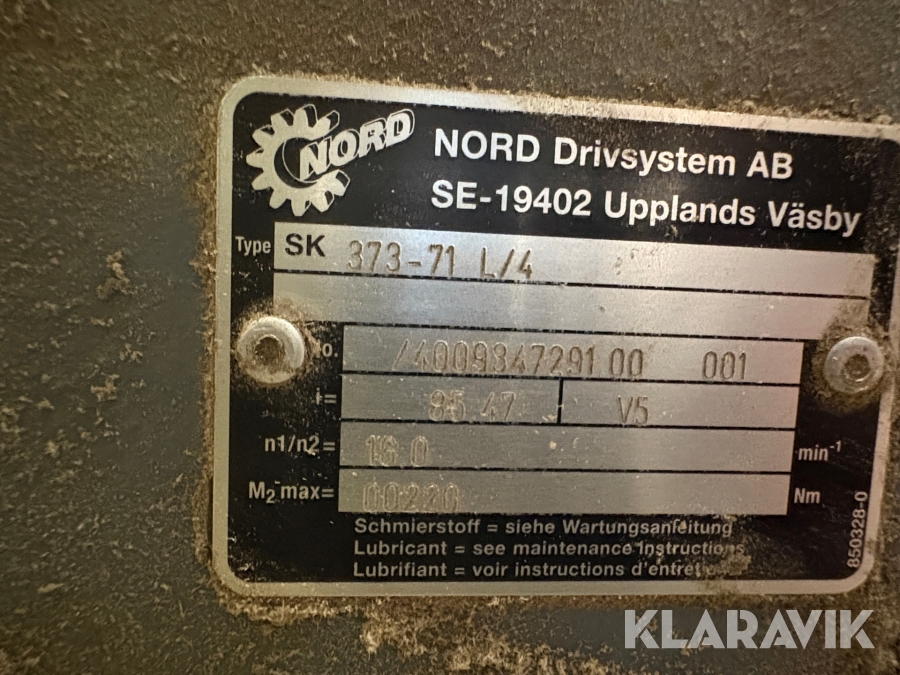 NORD
NORD Drivsystem AB
SE-19402 Upplands Väsby
Type SK 373-71 L/4
No. /4009847291 00 001
i= 85.47 V5
n1/n2= 16.0 min-1
M2 max= 00220 Nm
Schmierstoff = siehe Wartungsanleitung
Lubricant = see maintenance Instructions
Lubrifiant = voir instructions d'entretien
850328-0
KLARAVIK